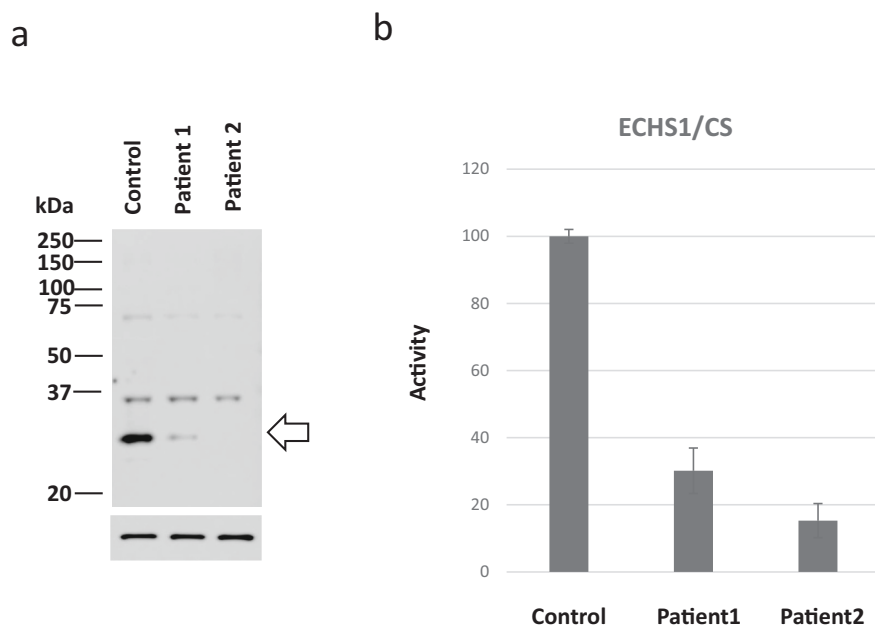 a
b
Control
Patient 1
Patient 2
kDa
250
150
100
75
50
37
20
ECHS1/CS
120
100
80
60
40
20
0
Activity
Control
Patient1
Patient2